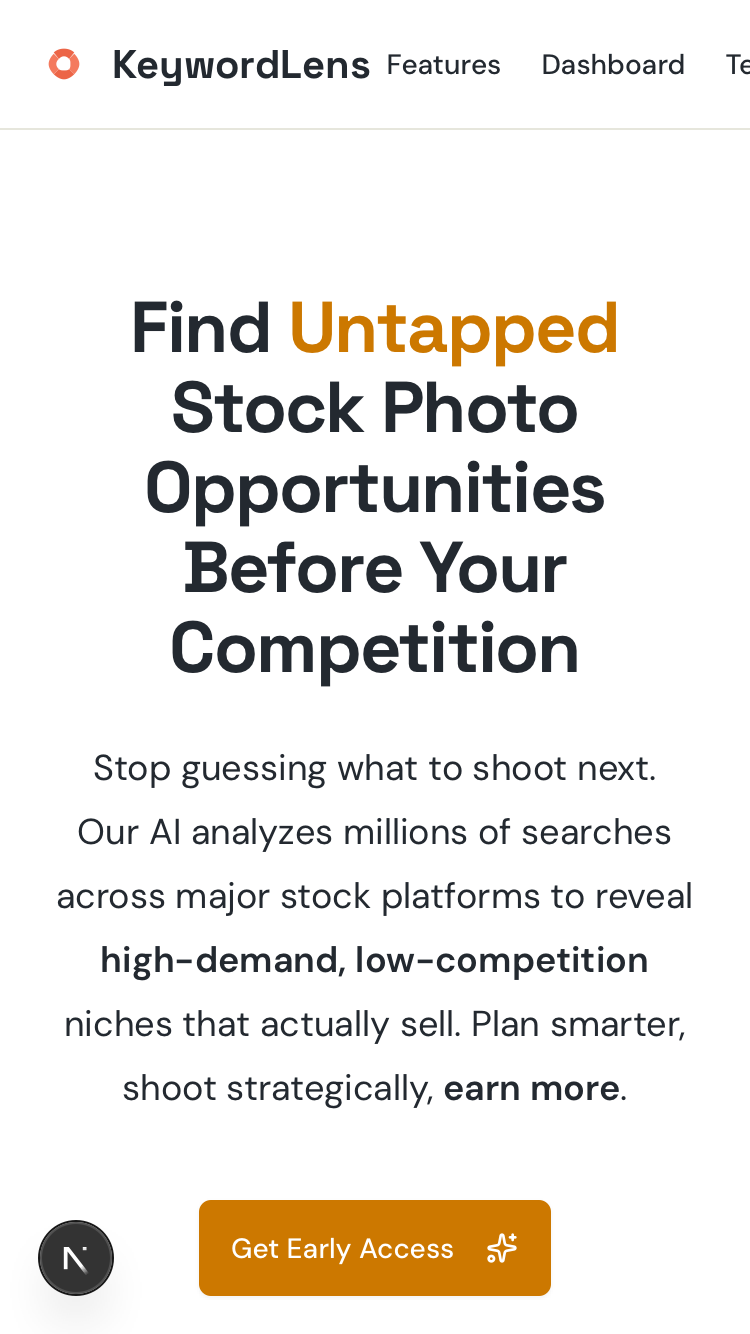 KeywordLens Features Dashboard Te
Find Untapped
Stock Photo
Opportunities
Before Your
Competition
Stop guessing what to shoot next.
Our AI analyzes millions of searches
across major stock platforms to reveal
high-demand, low-competition
niches that actually sell. Plan smarter,
shoot strategically, earn more.
Get Early Access
N